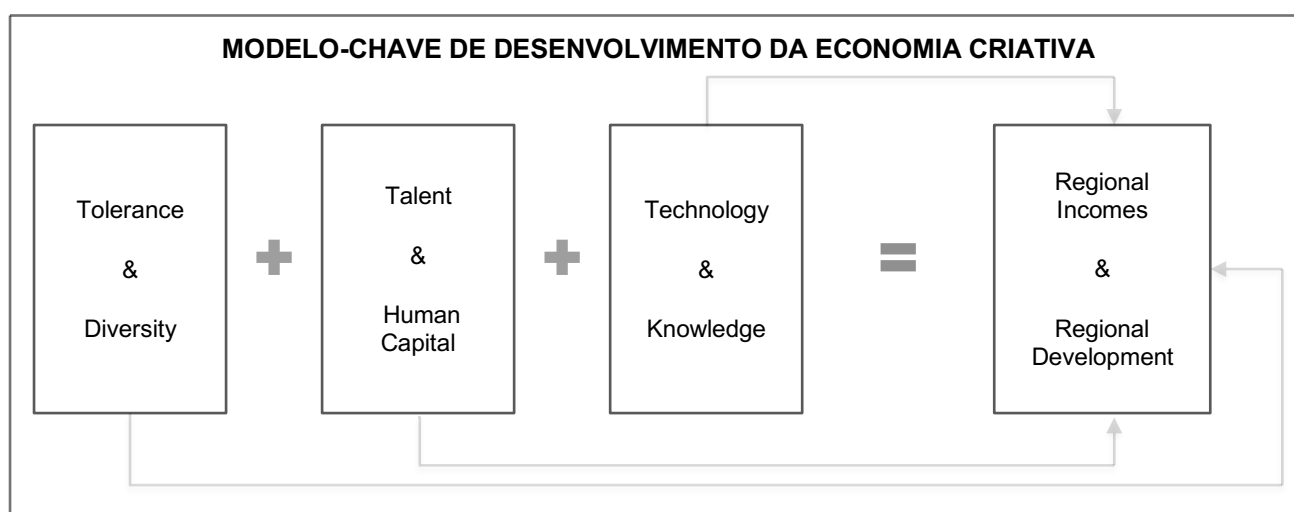 MODELO-CHAVE DE DESENVOLVIMENTO DA ECONOMIA CRIATIVA
Tolerance
&
Diversity
+
Talent
&
Human
Capital
+
Technology
&
Knowledge
=
Regional
Incomes
&
Regional
Development